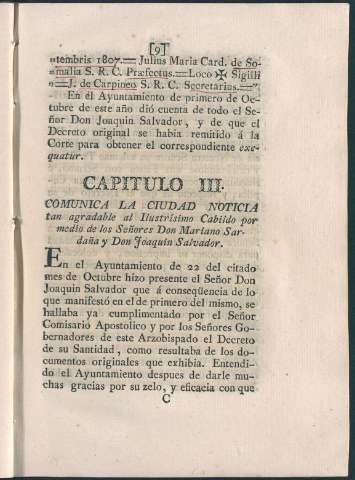 [9]
„tembris 1807.=Julius Maria Card. de So-
„malia S. R. C. Præfectus.=Loco ✠ Sigilli
„=J. de Carpineo S. R. C. Secretarius.=”
En el Ayuntamiento de primero de Oc-
tubre de este año dió cuenta de todo el Se-
ñor Don Joaquin Salvador, y de que el
Decreto original se habia remitido á la
Corte para obtener el correspondiente exe-
quatur.
CAPITULO III.
COMUNICA LA CIUDAD NOTICIA
tan agradable al Ilustrísimo Cabildo por
medio de los Señores Don Mariano Sar-
daña y Don Joaquin Salvador.
En el Ayuntamiento de 22 del citado
mes de Octubre hizo presente el Señor Don
Joaquin Salvador que á conseqüencia de lo
que manifestó en el de primero del mismo, se
hallaba ya cumplimentado por el Señor
Comisario Apostolico y por los Señores Go-
bernadores de este Arzobispado el Decreto
de su Santidad, como resultaba de los do-
cumentos originales que exhibia. Entendi-
do el Ayuntamiento despues de darle mu-
chas gracias por su zelo, y eficacia con que
C